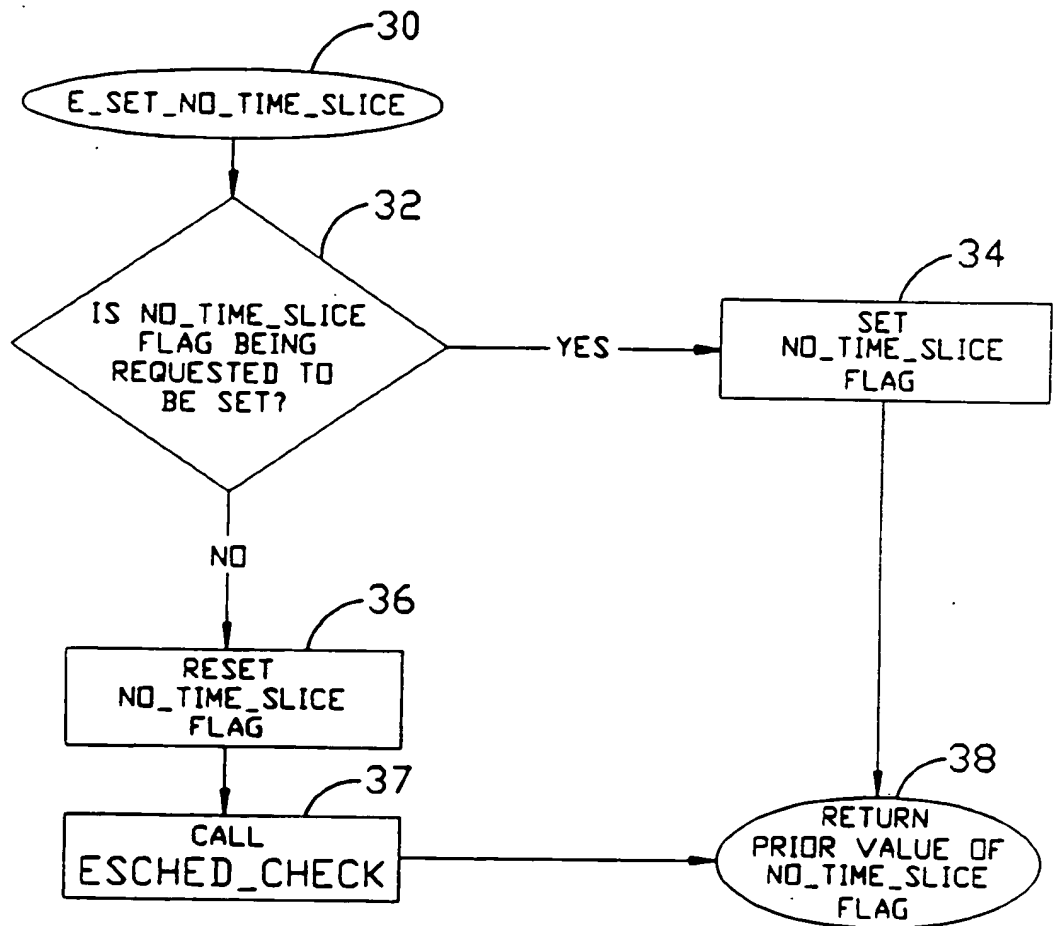 30
E_SET_NO_TIME_SLICE
32
IS NO_TIME_SLICE
FLAG BEING
REQUESTED TO
BE SET?
YES
34
SET
NO_TIME_SLICE
FLAG
NO
36
RESET
NO_TIME_SLICE
FLAG
37
CALL
ESCHED_CHECK
38
RETURN
PRIOR VALUE OF
NO_TIME_SLICE
FLAG